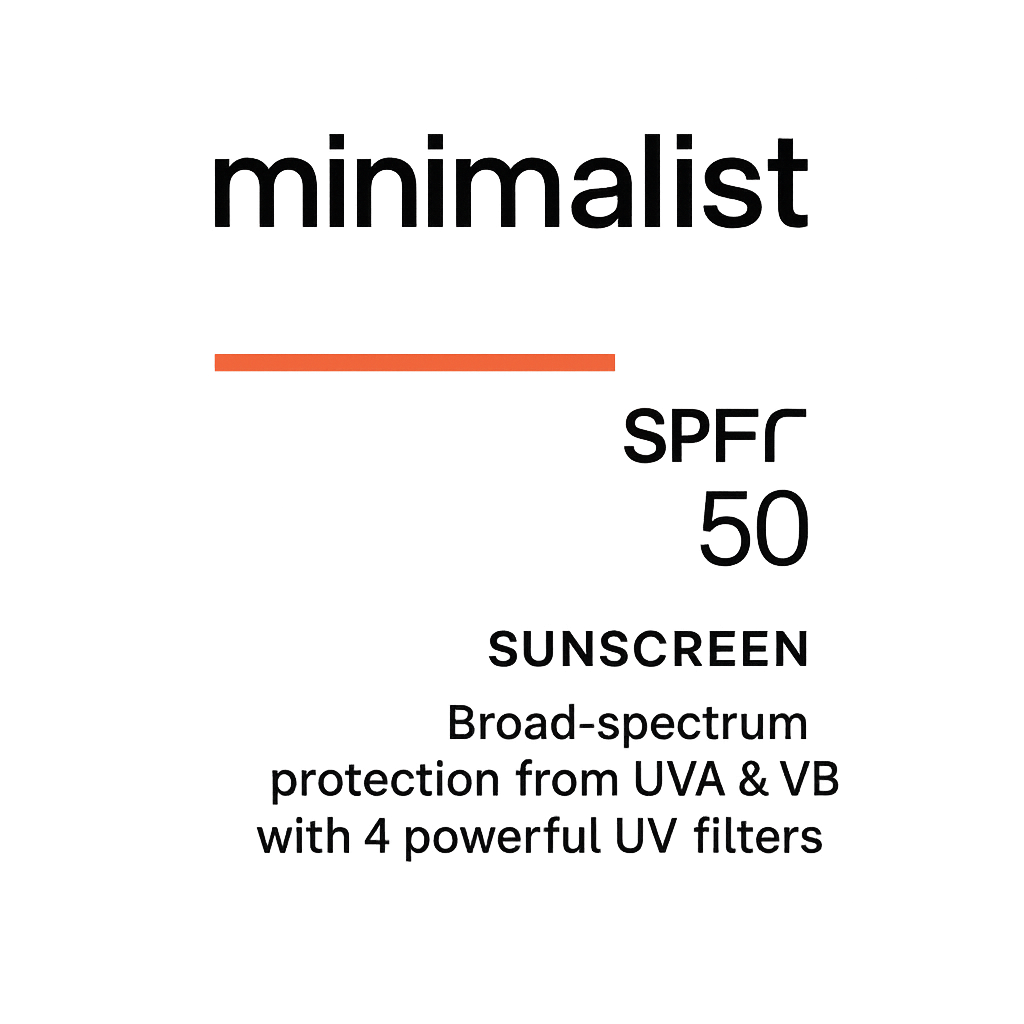 minimalist
SPF
50
SUNSCREEN
Broad-spectrum
protection from UVA & VB
with 4 powerful UV filters